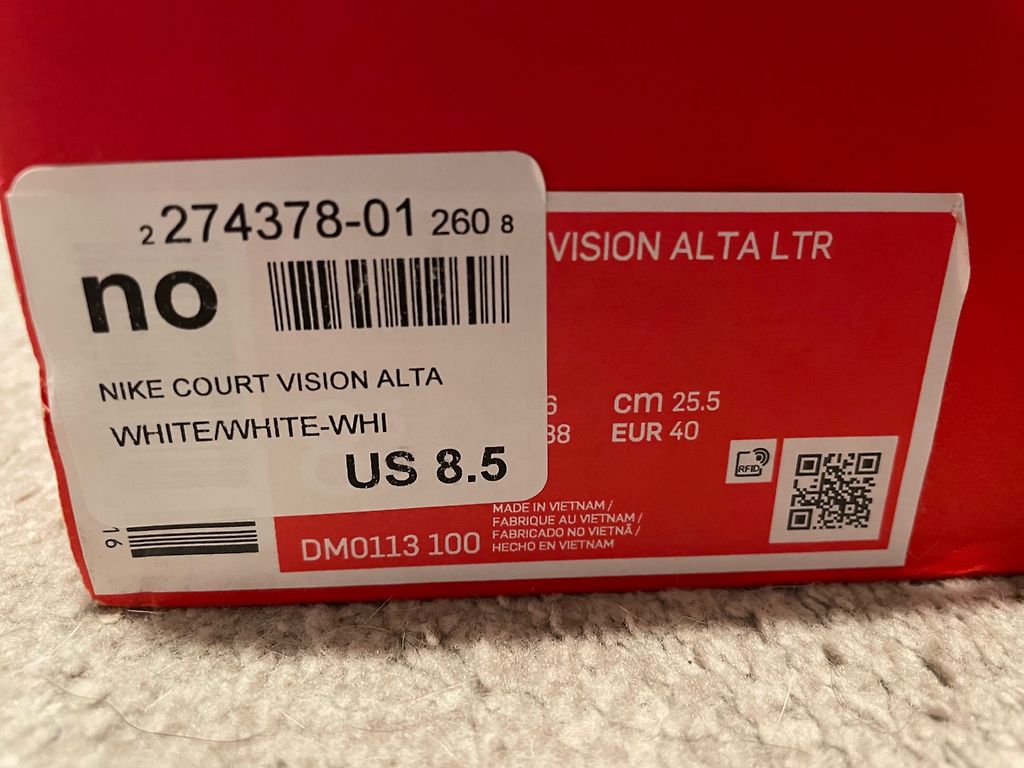 2 274378-01 260 8
no
NIKE COURT VISION ALTA
WHITE/WHITE-WHI
US 8.5
VISION ALTA LTR
cm 25.5
EUR 40
RFID
MADE IN VIETNAM /
FABRIQUE AU VIETNAM /
FABRICADO NO VIETNÃ /
HECHO EN VIETNAM
DM0113 100